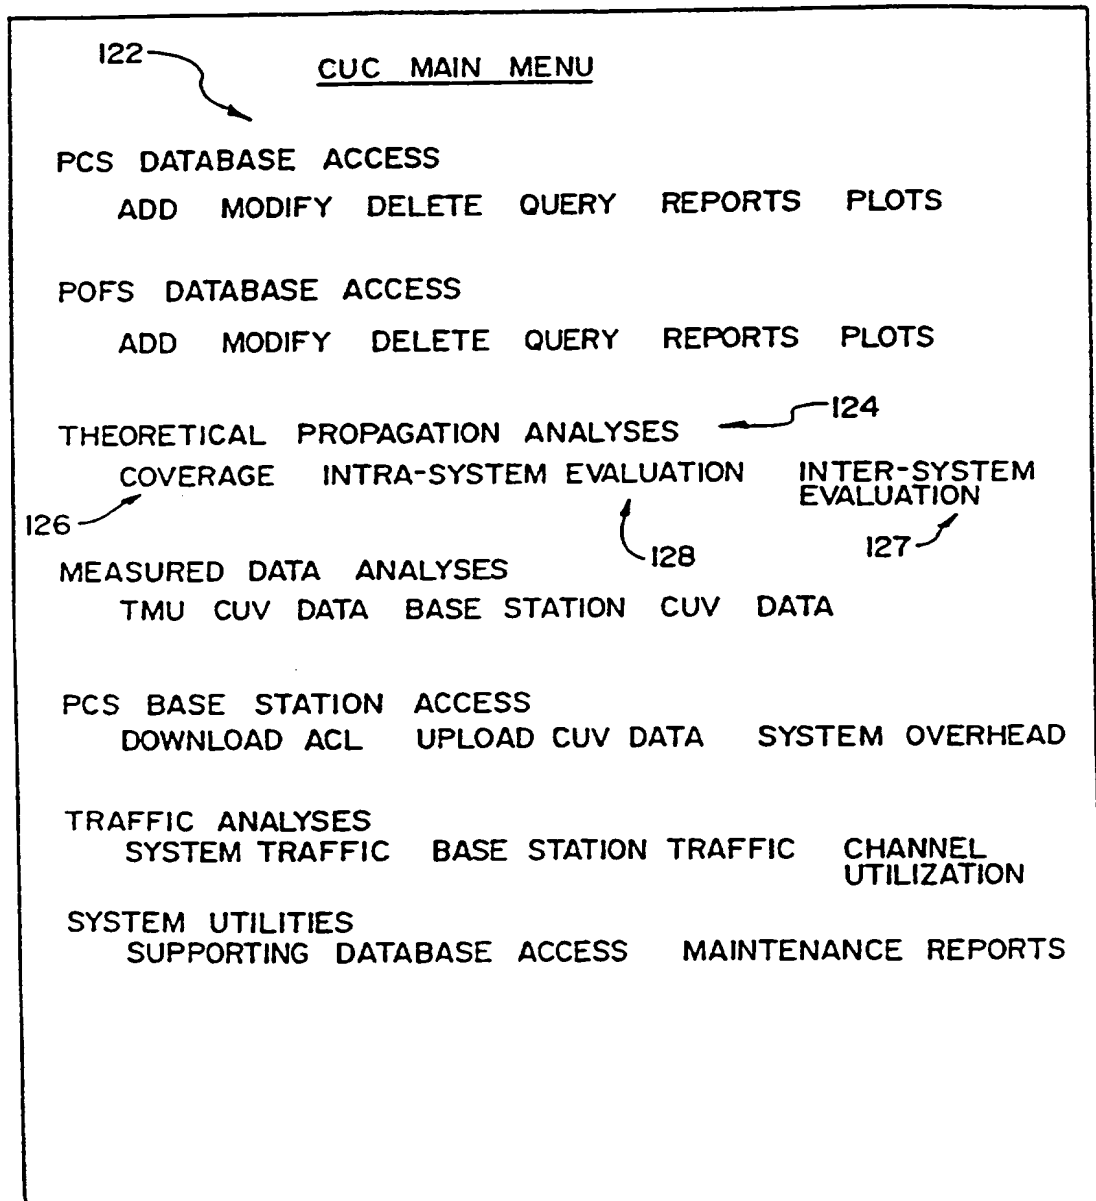 122
CUC MAIN MENU
PCS DATABASE ACCESS
ADD MODIFY DELETE QUERY REPORTS PLOTS
POFS DATABASE ACCESS
ADD MODIFY DELETE QUERY REPORTS PLOTS
124
THEORETICAL PROPAGATION ANALYSES
COVERAGE INTRA-SYSTEM EVALUATION INTER-SYSTEM
EVALUATION
126
128
127
MEASURED DATA ANALYSES
TMU CUV DATA BASE STATION CUV DATA
PCS BASE STATION ACCESS
DOWNLOAD ACL UPLOAD CUV DATA SYSTEM OVERHEAD
TRAFFIC ANALYSES
SYSTEM TRAFFIC BASE STATION TRAFFIC CHANNEL
UTILIZATION
SYSTEM UTILITIES
SUPPORTING DATABASE ACCESS MAINTENANCE REPORTS